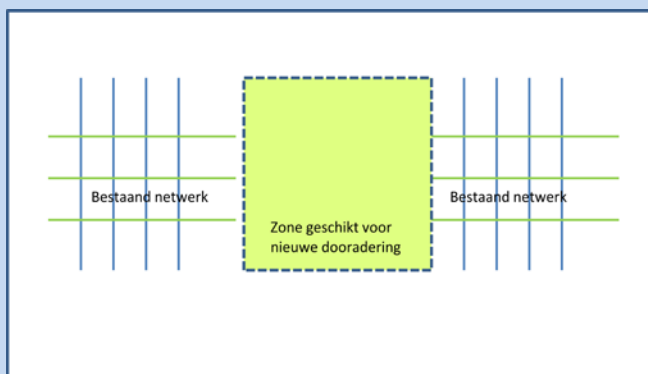 Bestaand netwerk
Bestaand netwerk
Zone geschikt voor
nieuwe dooradering